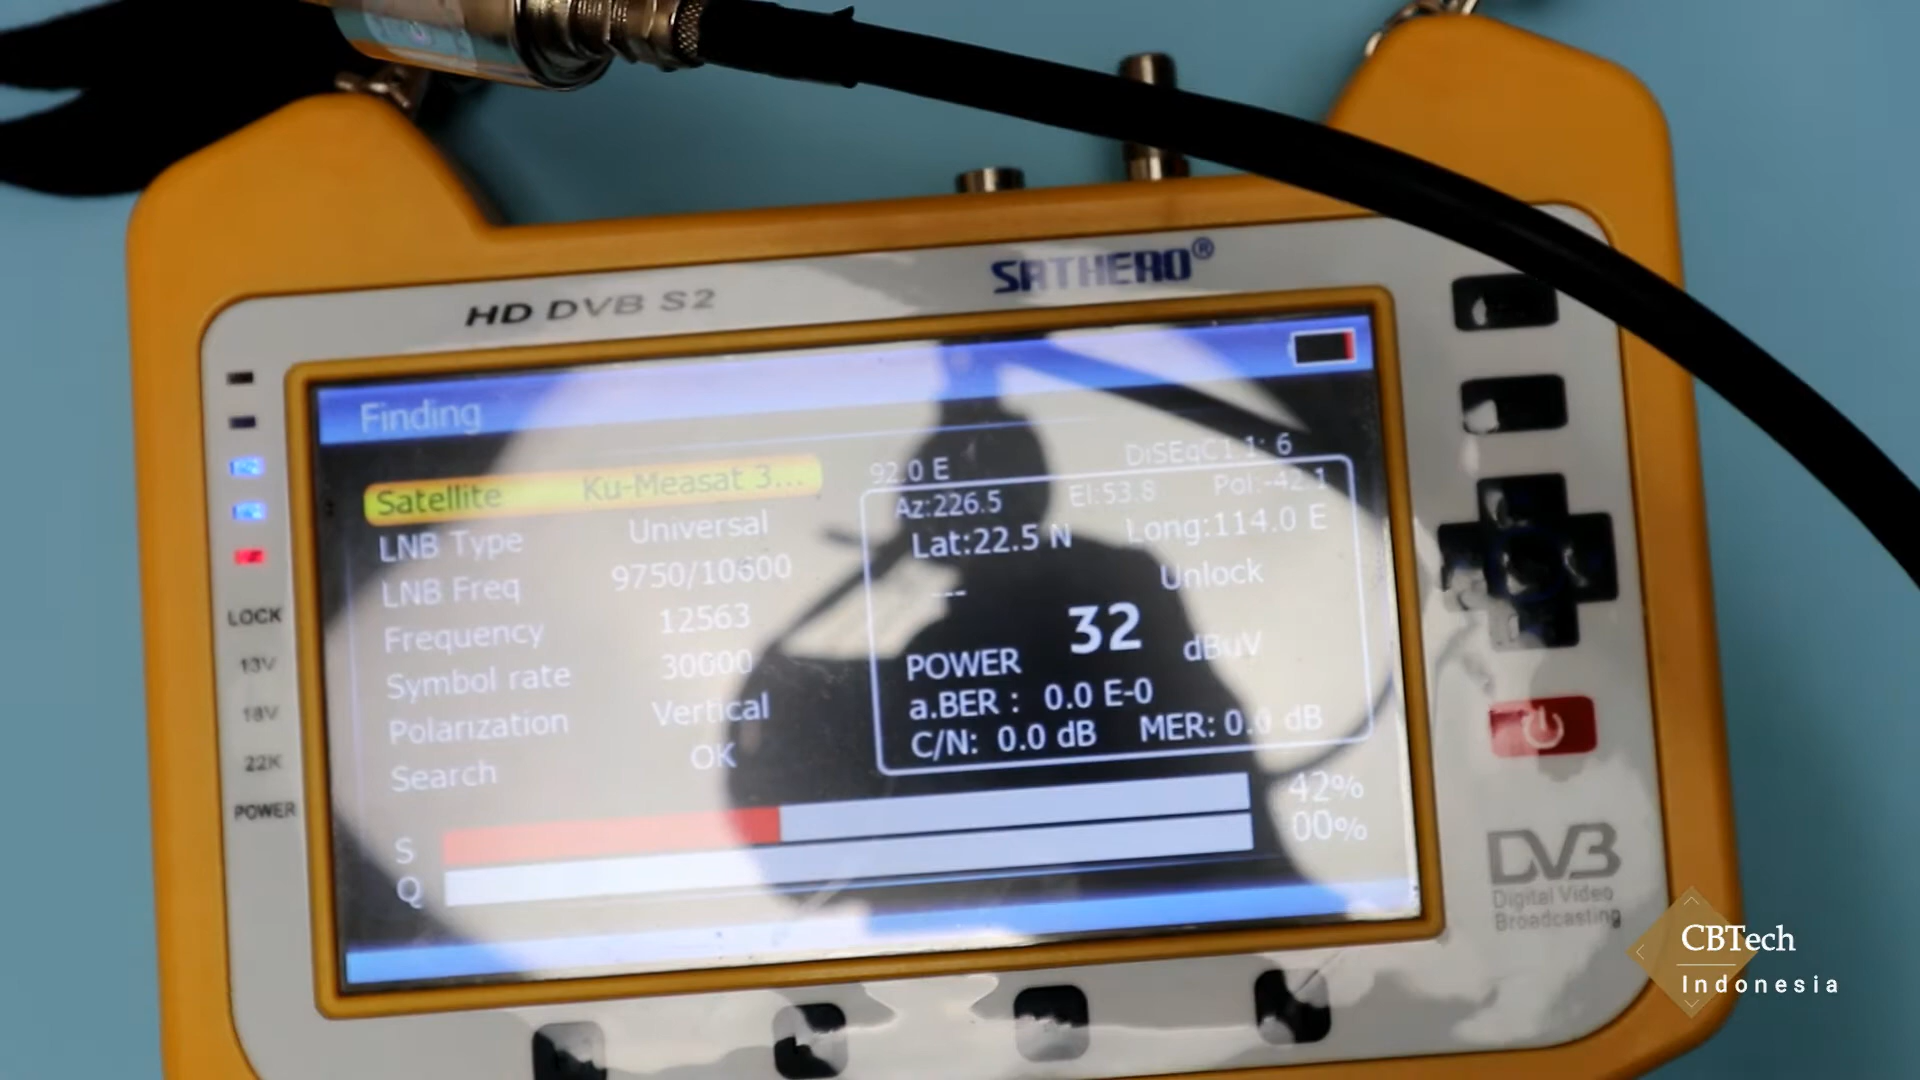 SATHERO®
HD DVB S2
Finding
Satellite Ku-Measat 3...
LNB Type Universal
LNB Freq 9750/10600
Frequency 12563
Symbol rate 30000
Polarization Vertical
Search OK
92.0 E DiSEqC1.1: 6
Az:226.5 El:53.8 Pol:-42.1
Lat:22.5 N Long:114.0 E
--- Unlock
POWER 32 dBuV
a.BER : 0.0 E-0
C/N: 0.0 dB MER: 0.0 dB
S 42%
Q 00%
LOCK
13V
18V
22K
POWER
DVB
Digital Video
Broadcasting
CBTech
Indonesia